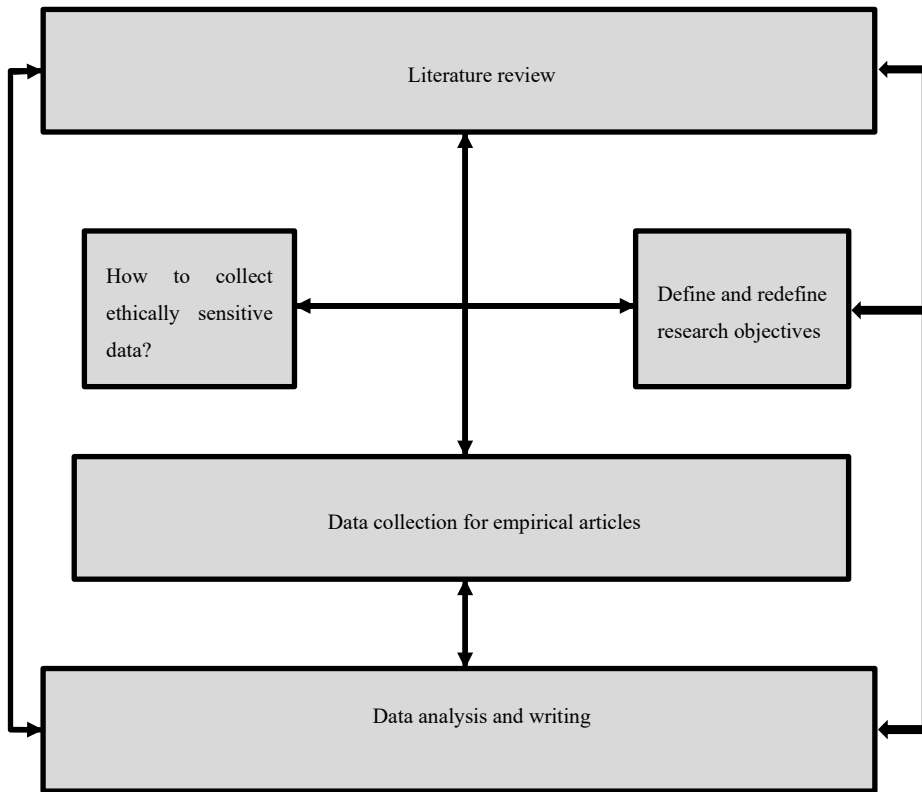 Literature review
How to collect
ethically sensitive
data?
Define and redefine
research objectives
Data collection for empirical articles
Data analysis and writing